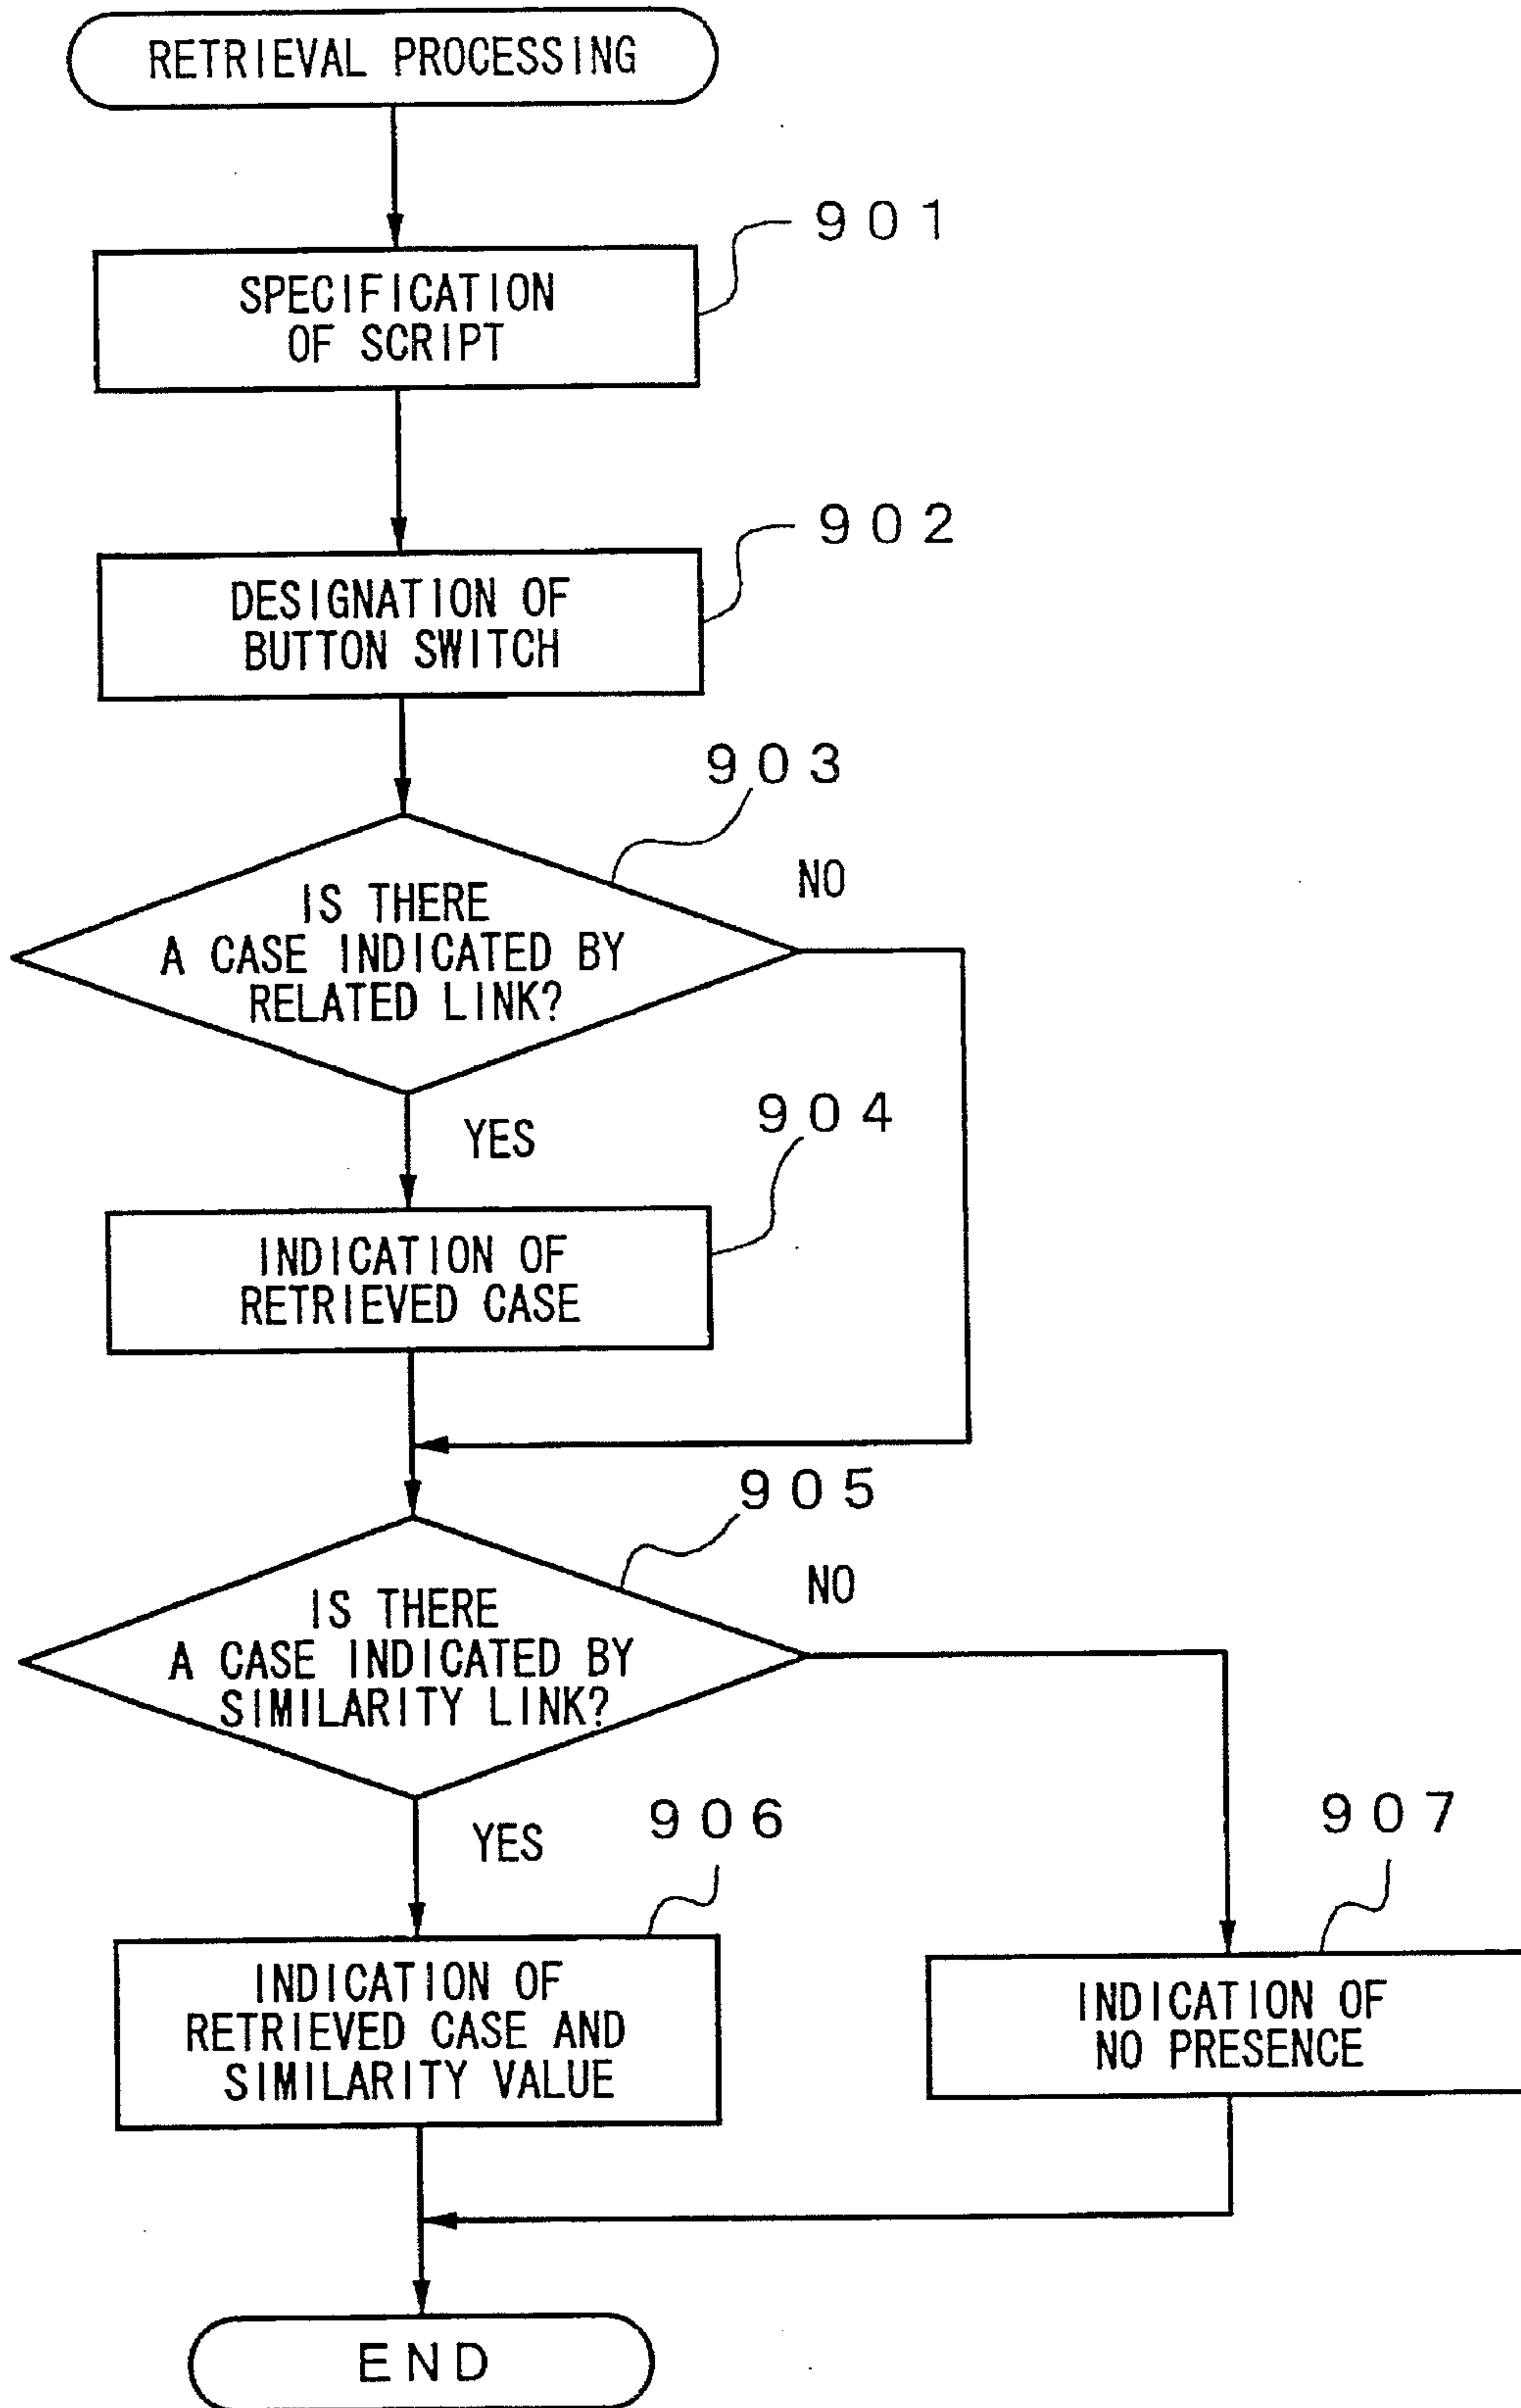 RETRIEVAL PROCESSING
901
SPECIFICATION
OF SCRIPT
902
DESIGNATION OF
BUTTON SWITCH
903
NO
IS THERE
A CASE INDICATED BY
RELATED LINK?
YES
904
INDICATION OF
RETRIEVED CASE
905
NO
IS THERE
A CASE INDICATED BY
SIMILARITY LINK?
YES
906
907
INDICATION OF
RETRIEVED CASE AND
SIMILARITY VALUE
INDICATION OF
NO PRESENCE
END